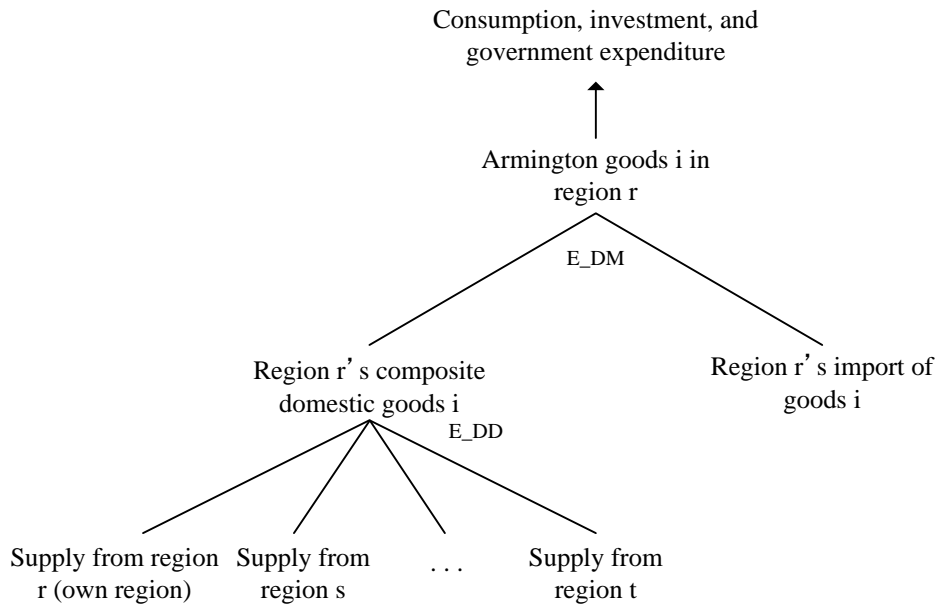 Consumption, investment, and
government expenditure
Armington goods i in
region r
E_DM
Region r’s composite
domestic goods i
Region r’s import of
goods i
E_DD
Supply from region
r (own region)
Supply from
region s
. . .
Supply from
region t